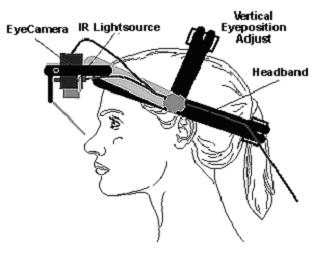 EyeCamera
IR Lightsource
Vertical
Eyeposition
Adjust
Headband